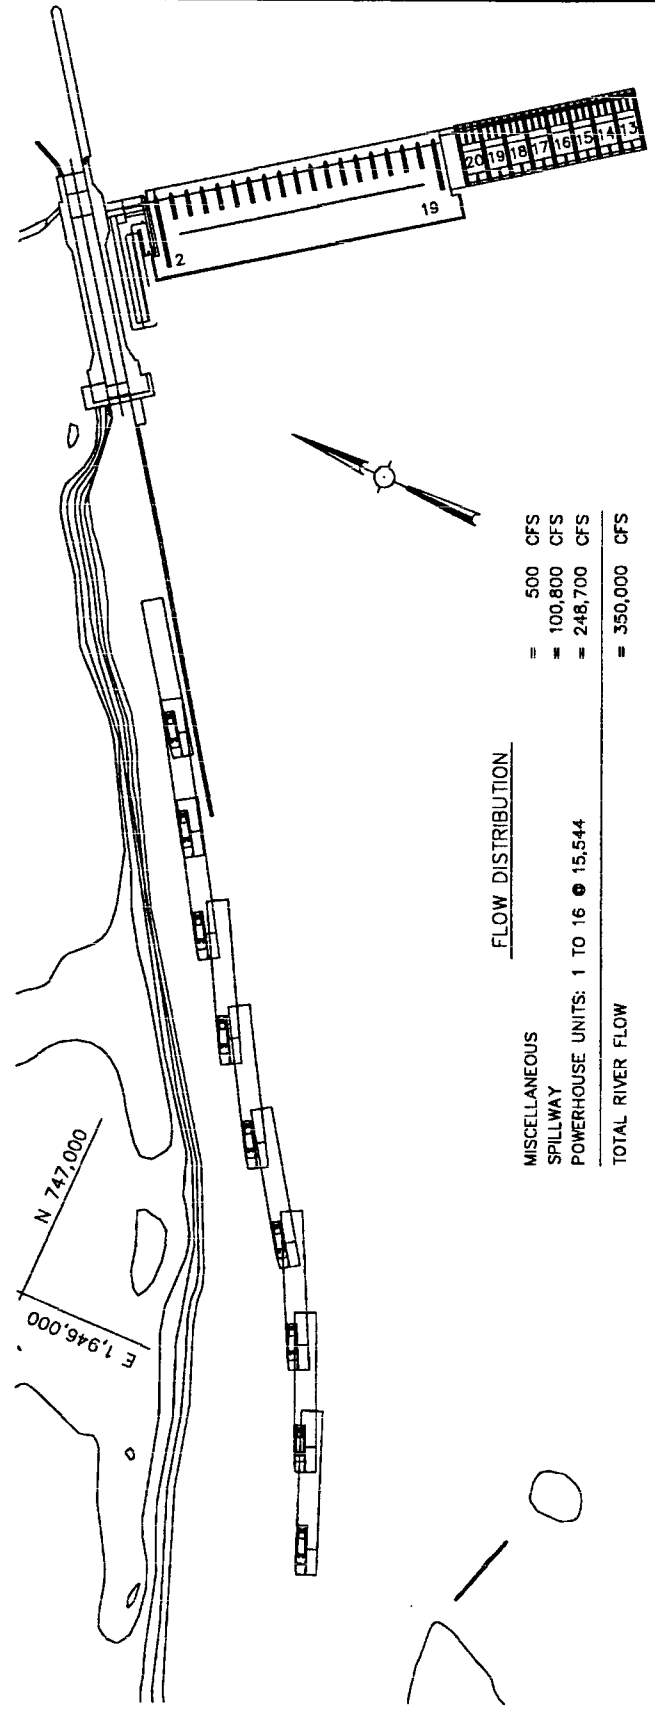 20 19 18 17 16 15 14 13
19
2
FLOW DISTRIBUTION
MISCELLANEOUS = 500 CFS
SPILLWAY = 100,800 CFS
POWERHOUSE UNITS: 1 TO 16 @ 15,544 = 248,700 CFS
TOTAL RIVER FLOW = 350,000 CFS
N 747,000
E 1,946,000